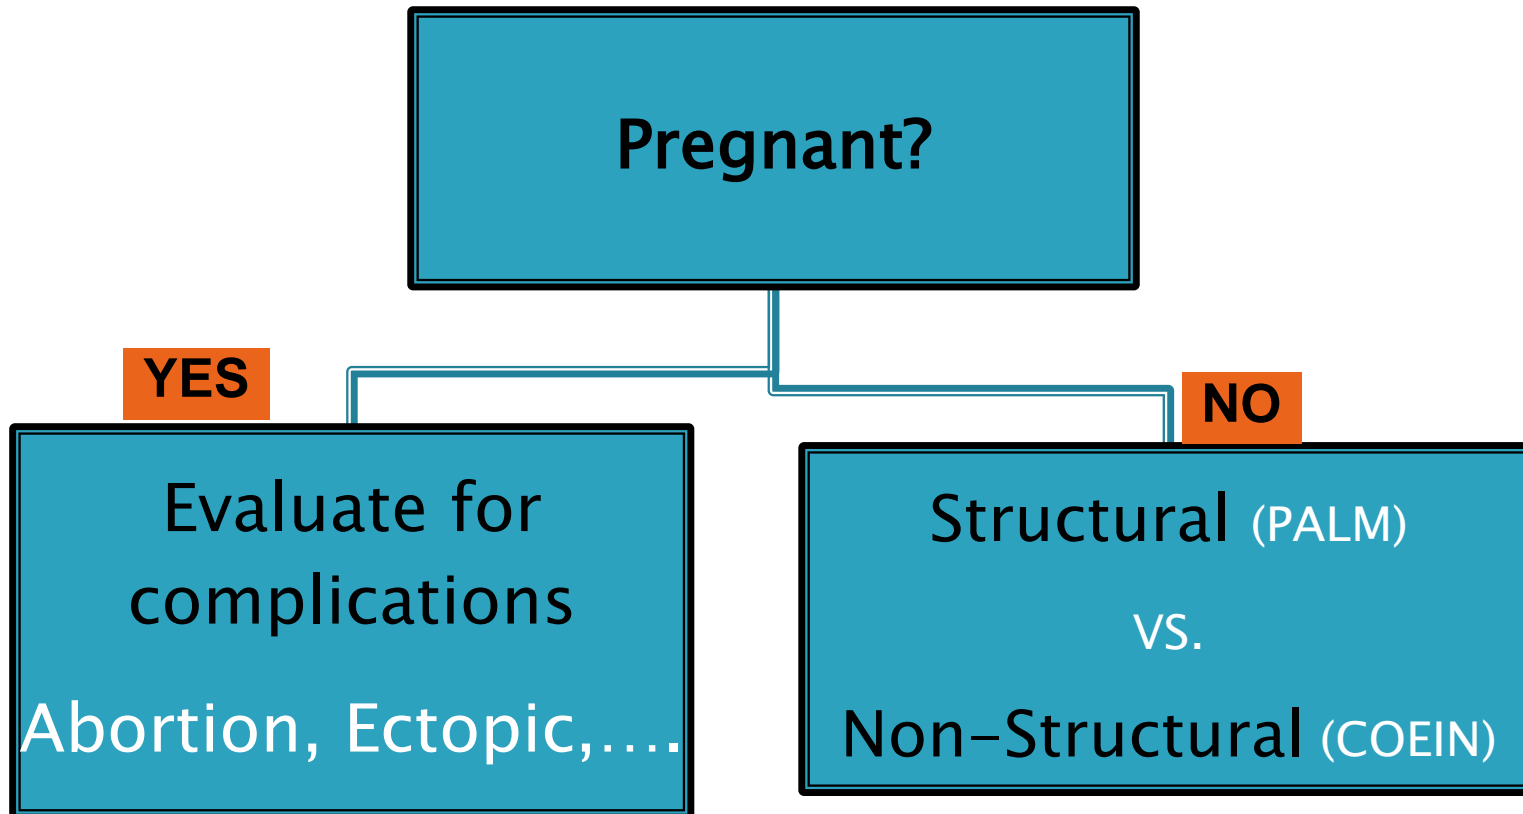 Pregnant?
YES
NO
Evaluate for
complications
Abortion, Ectopic,….
Structural (PALM)
VS.
Non-Structural (COEIN)